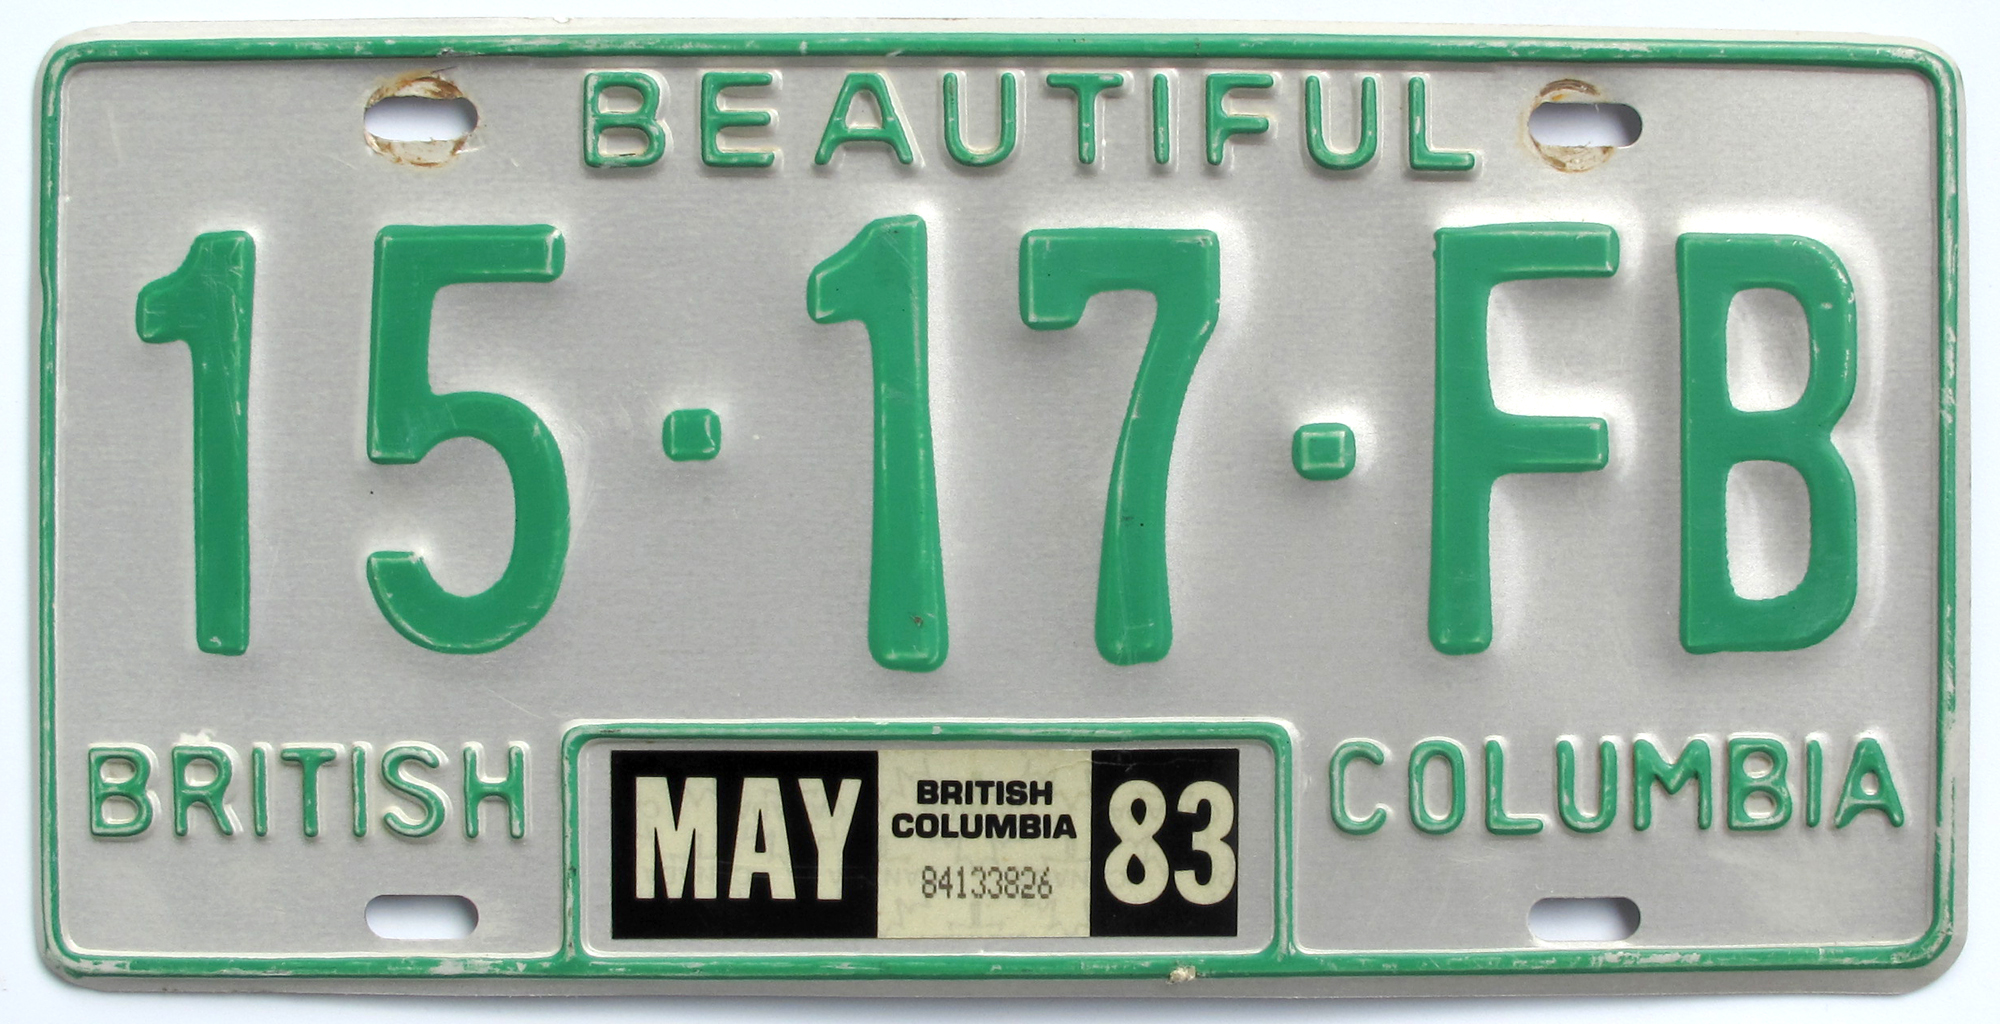 BEAUTIFUL
15·17·FB
BRITISH
MAY
BRITISH
COLUMBIA
84133826
83
COLUMBIA